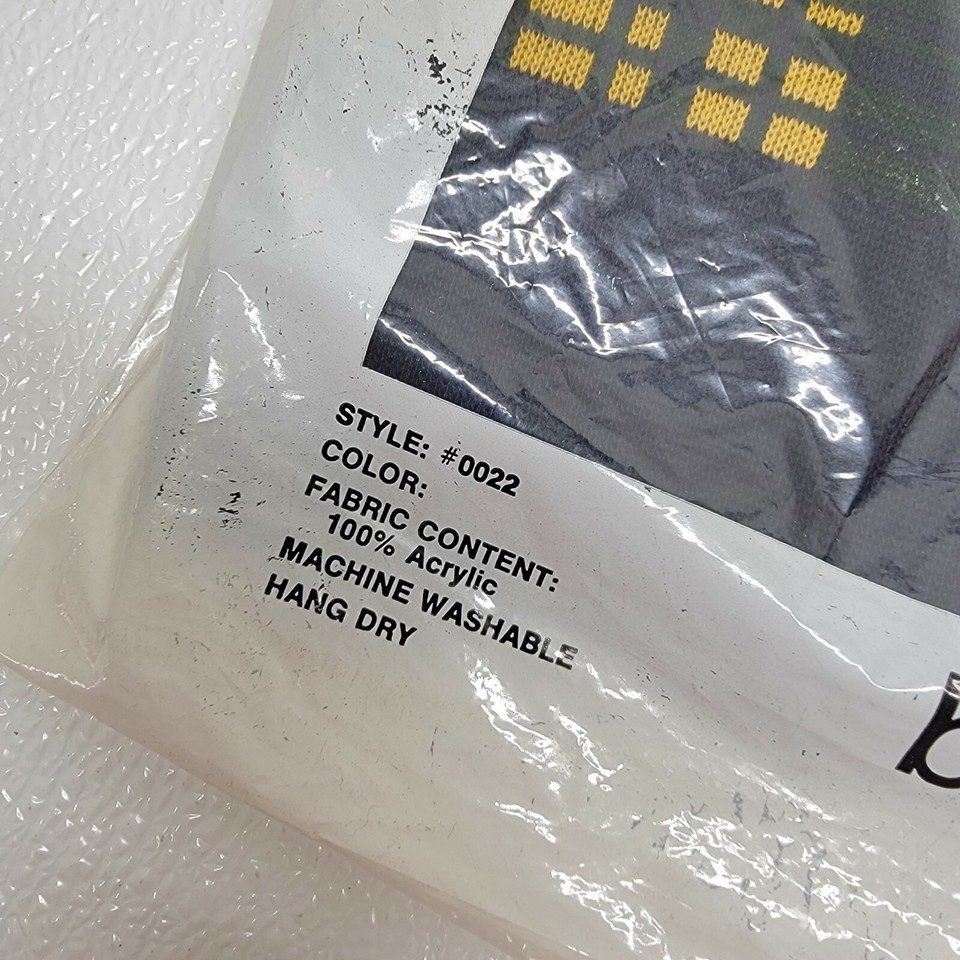 STYLE: #0022
COLOR:
FABRIC CONTENT:
100% Acrylic
MACHINE WASHABLE
HANG DRY